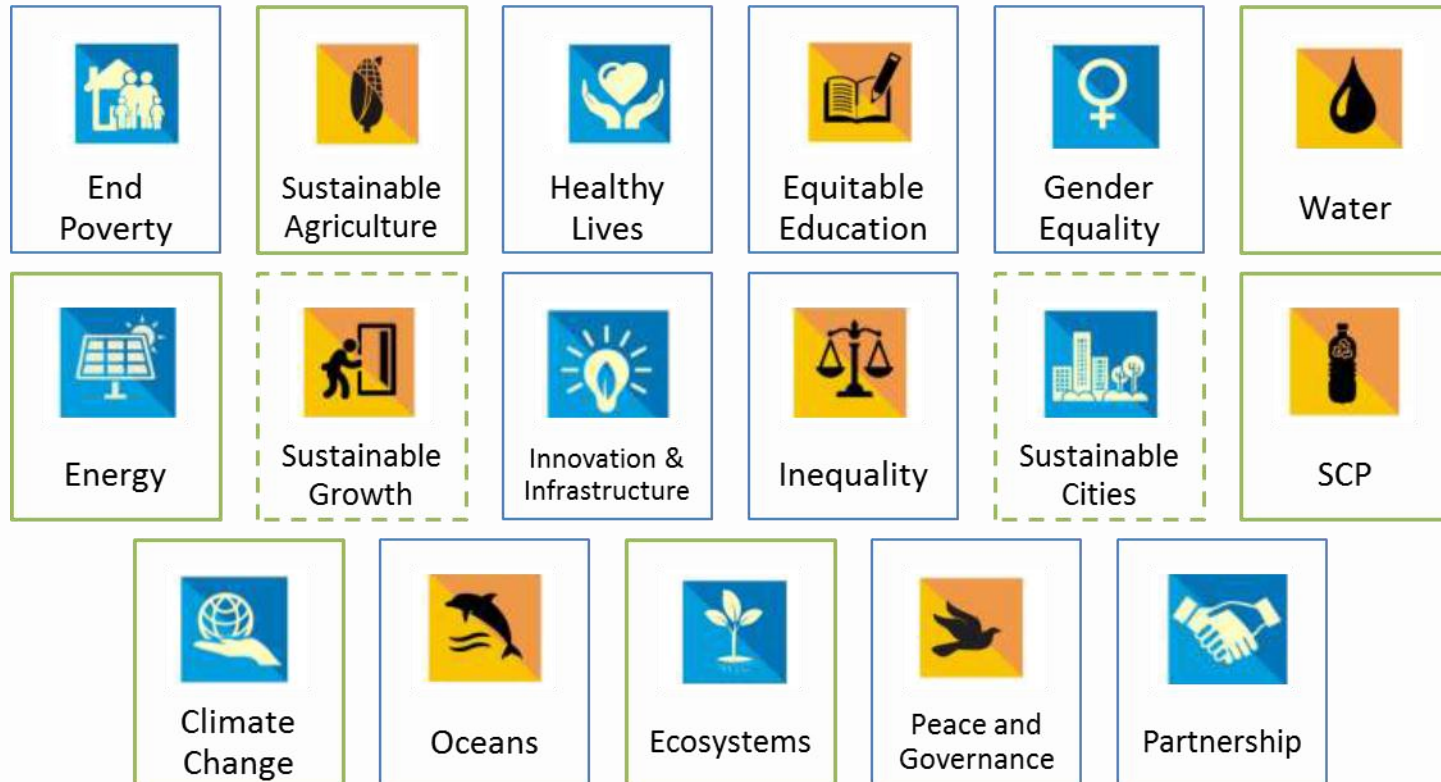 End
Poverty
Sustainable
Agriculture
Healthy
Lives
Equitable
Education
Gender
Equality
Water
Energy
Sustainable
Growth
Innovation &
Infrastructure
Inequality
Sustainable
Cities
SCP
Climate
Change
Oceans
Ecosystems
Peace and
Governance
Partnership